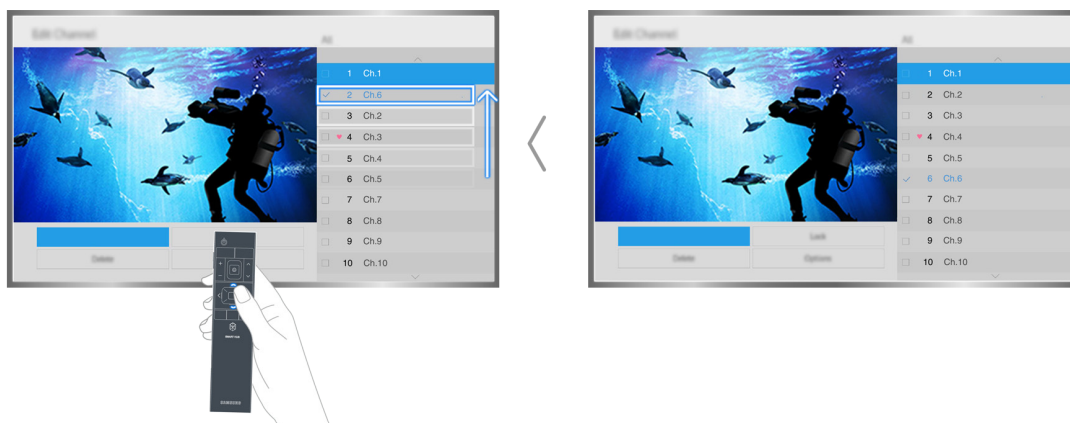 Edit Channel
All
1 Ch.1
2 Ch.6
3 Ch.2
4 Ch.3
5 Ch.4
6 Ch.5
7 Ch.7
8 Ch.8
9 Ch.9
10 Ch.10
Delete
SMART HUB
SAMSUNG
Edit Channel
All
1 Ch.1
2 Ch.2
3 Ch.3
4 Ch.4
5 Ch.5
6 Ch.6
7 Ch.7
8 Ch.8
9 Ch.9
10 Ch.10
Lock
Delete
Options